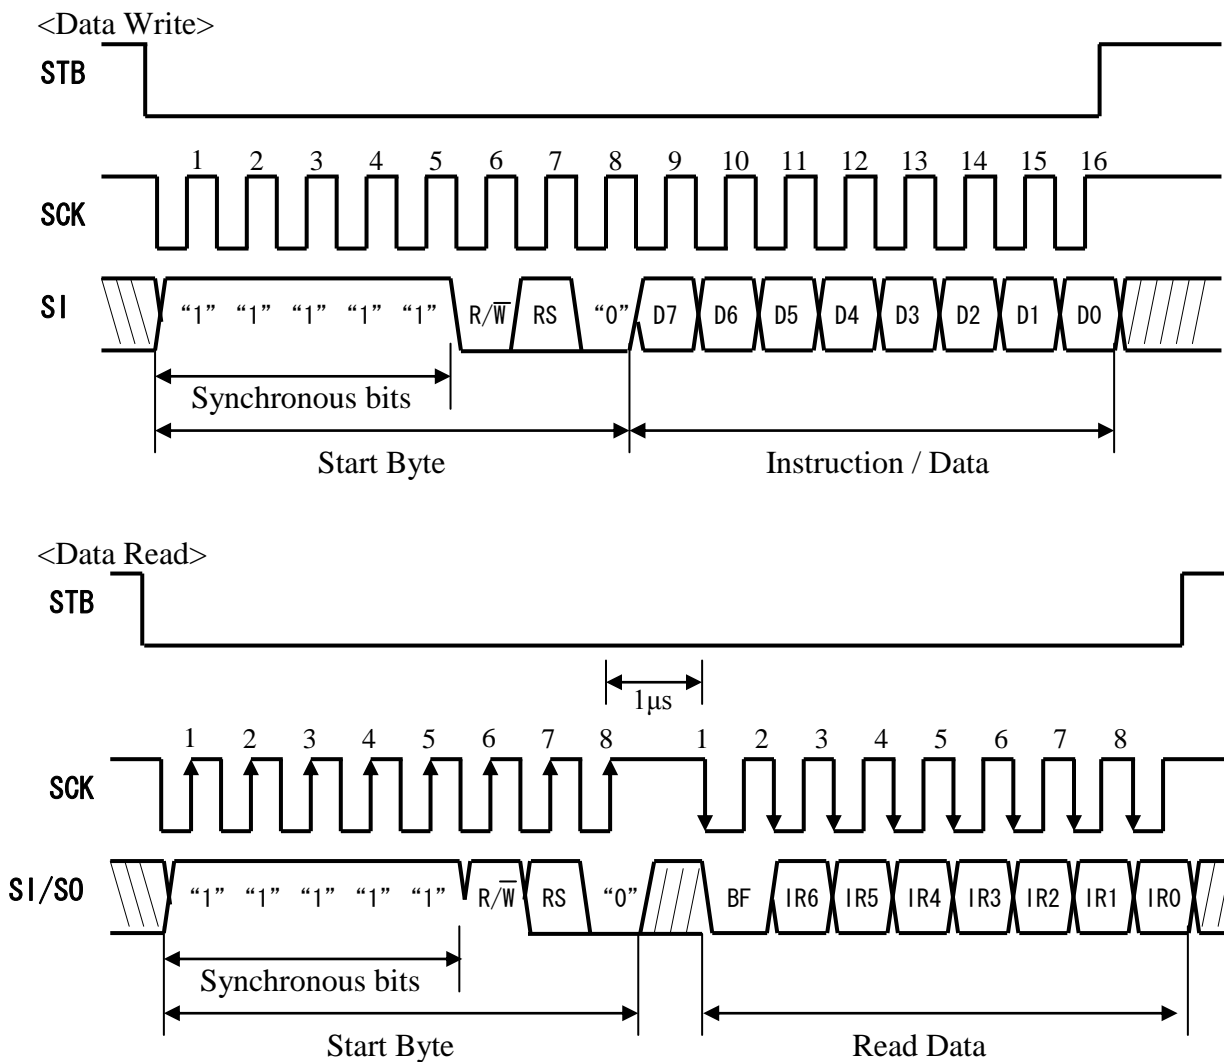 <Data Write>
STB
1 2 3 4 5 6 7 8 9 10 11 12 13 14 15 16
SCK
SI “1” “1” “1” “1” “1” R/W̅ RS “0” D7 D6 D5 D4 D3 D2 D1 D0
Synchronous bits
Start Byte Instruction / Data
<Data Read>
STB
1μs
1 2 3 4 5 6 7 8 1 2 3 4 5 6 7 8
SCK
SI/SO “1” “1” “1” “1” “1” R/W̅ RS “0” BF IR6 IR5 IR4 IR3 IR2 IR1 IR0
Synchronous bits
Start Byte Read Data